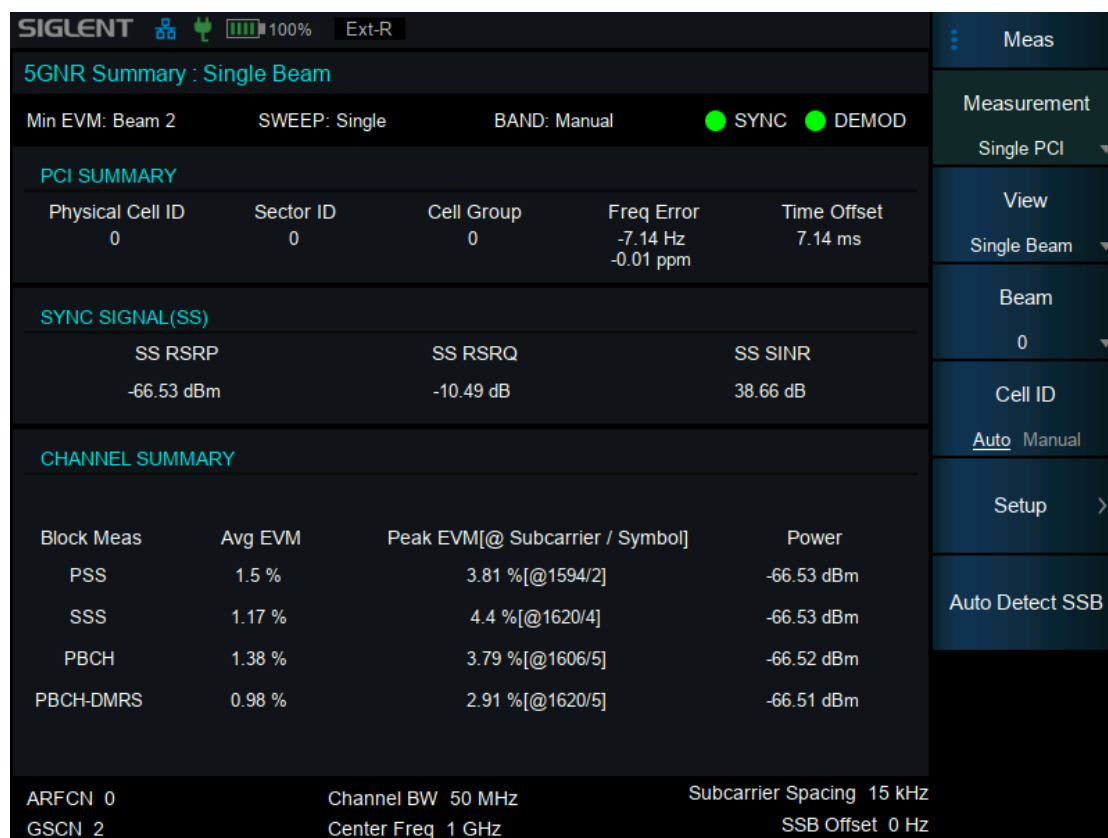 SIGLENT 100% Ext-R
5GNR Summary : Single Beam
Min EVM: Beam 2 SWEEP: Single BAND: Manual SYNC DEMOD
PCI SUMMARY
Physical Cell ID Sector ID Cell Group Freq Error Time Offset
0 0 0 -7.14 Hz 7.14 ms
-0.01 ppm
SYNC SIGNAL(SS)
SS RSRP SS RSRQ SS SINR
-66.53 dBm -10.49 dB 38.66 dB
CHANNEL SUMMARY
Block Meas Avg EVM Peak EVM[@ Subcarrier / Symbol] Power
PSS 1.5 % 3.81 %[@1594/2] -66.53 dBm
SSS 1.17 % 4.4 %[@1620/4] -66.53 dBm
PBCH 1.38 % 3.79 %[@1606/5] -66.52 dBm
PBCH-DMRS 0.98 % 2.91 %[@1620/5] -66.51 dBm
ARFCN 0 Channel BW 50 MHz Subcarrier Spacing 15 kHz
GSCN 2 Center Freq 1 GHz SSB Offset 0 Hz
Meas
Measurement
Single PCI
View
Single Beam
Beam
0
Cell ID
Auto Manual
Setup
Auto Detect SSB